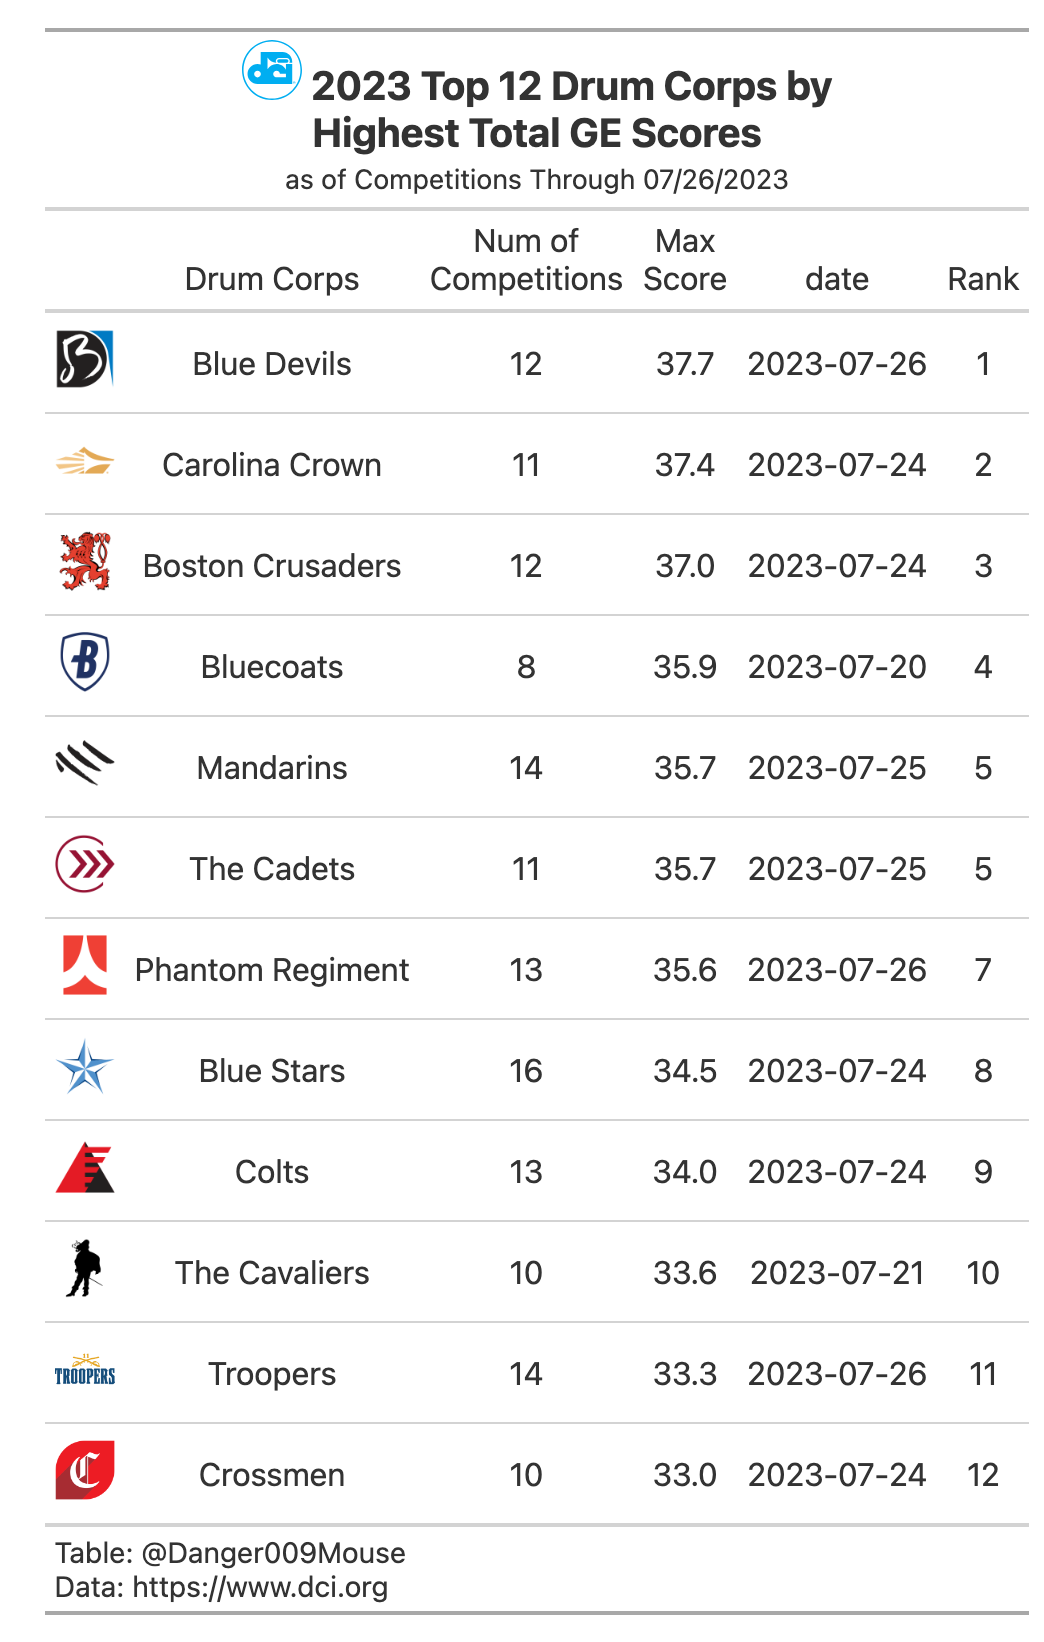 dci
2023 Top 12 Drum Corps by
Highest Total GE Scores
as of Competitions Through 07/26/2023
Drum Corps Num of Competitions Max Score date Rank
B Blue Devils 12 37.7 2023-07-26 1
Carolina Crown 11 37.4 2023-07-24 2
Boston Crusaders 12 37.0 2023-07-24 3
B Bluecoats 8 35.9 2023-07-20 4
Mandarins 14 35.7 2023-07-25 5
The Cadets 11 35.7 2023-07-25 5
Phantom Regiment 13 35.6 2023-07-26 7
Blue Stars 16 34.5 2023-07-24 8
Colts 13 34.0 2023-07-24 9
The Cavaliers 10 33.6 2023-07-21 10
TROOPERS Troopers 14 33.3 2023-07-26 11
C Crossmen 10 33.0 2023-07-24 12
Table: @Danger009Mouse
Data: https://www.dci.org